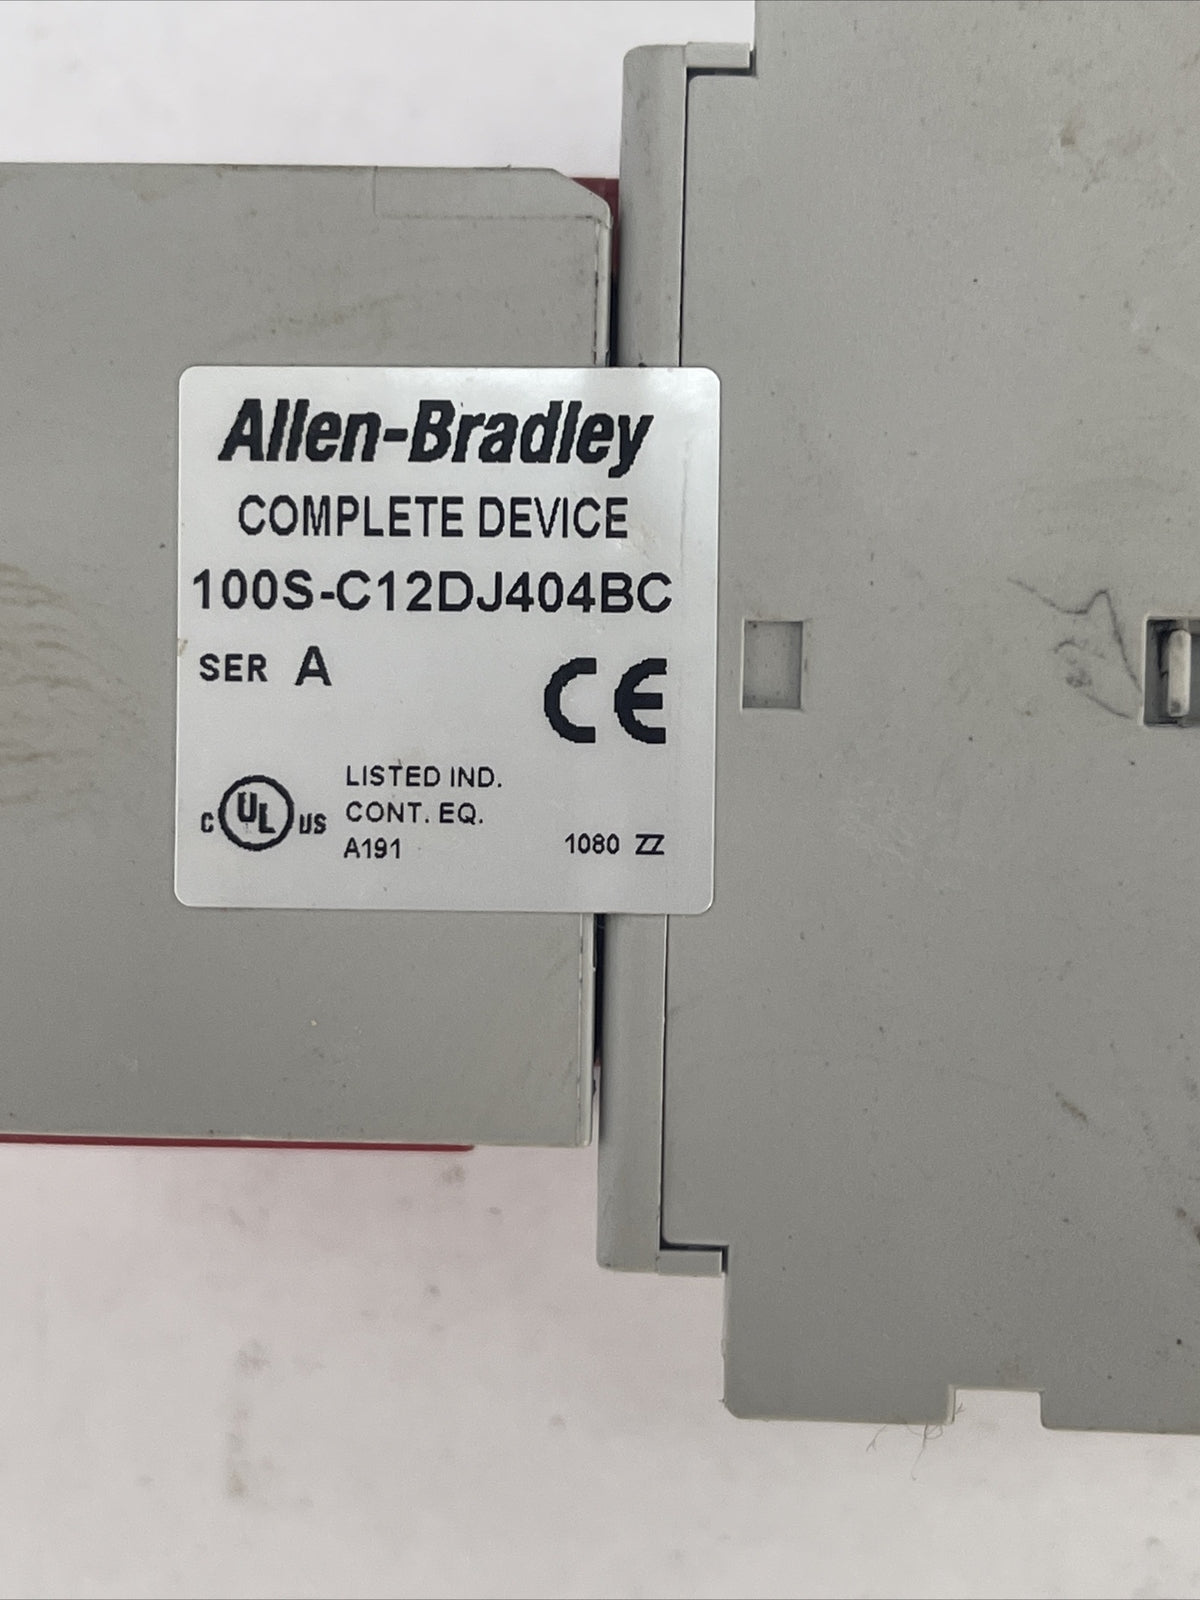 Allen-Bradley
COMPLETE DEVICE
100S-C12DJ404BC
SER A
CE
C UL US
LISTED IND.
CONT. EQ.
A191
1080 ZZ